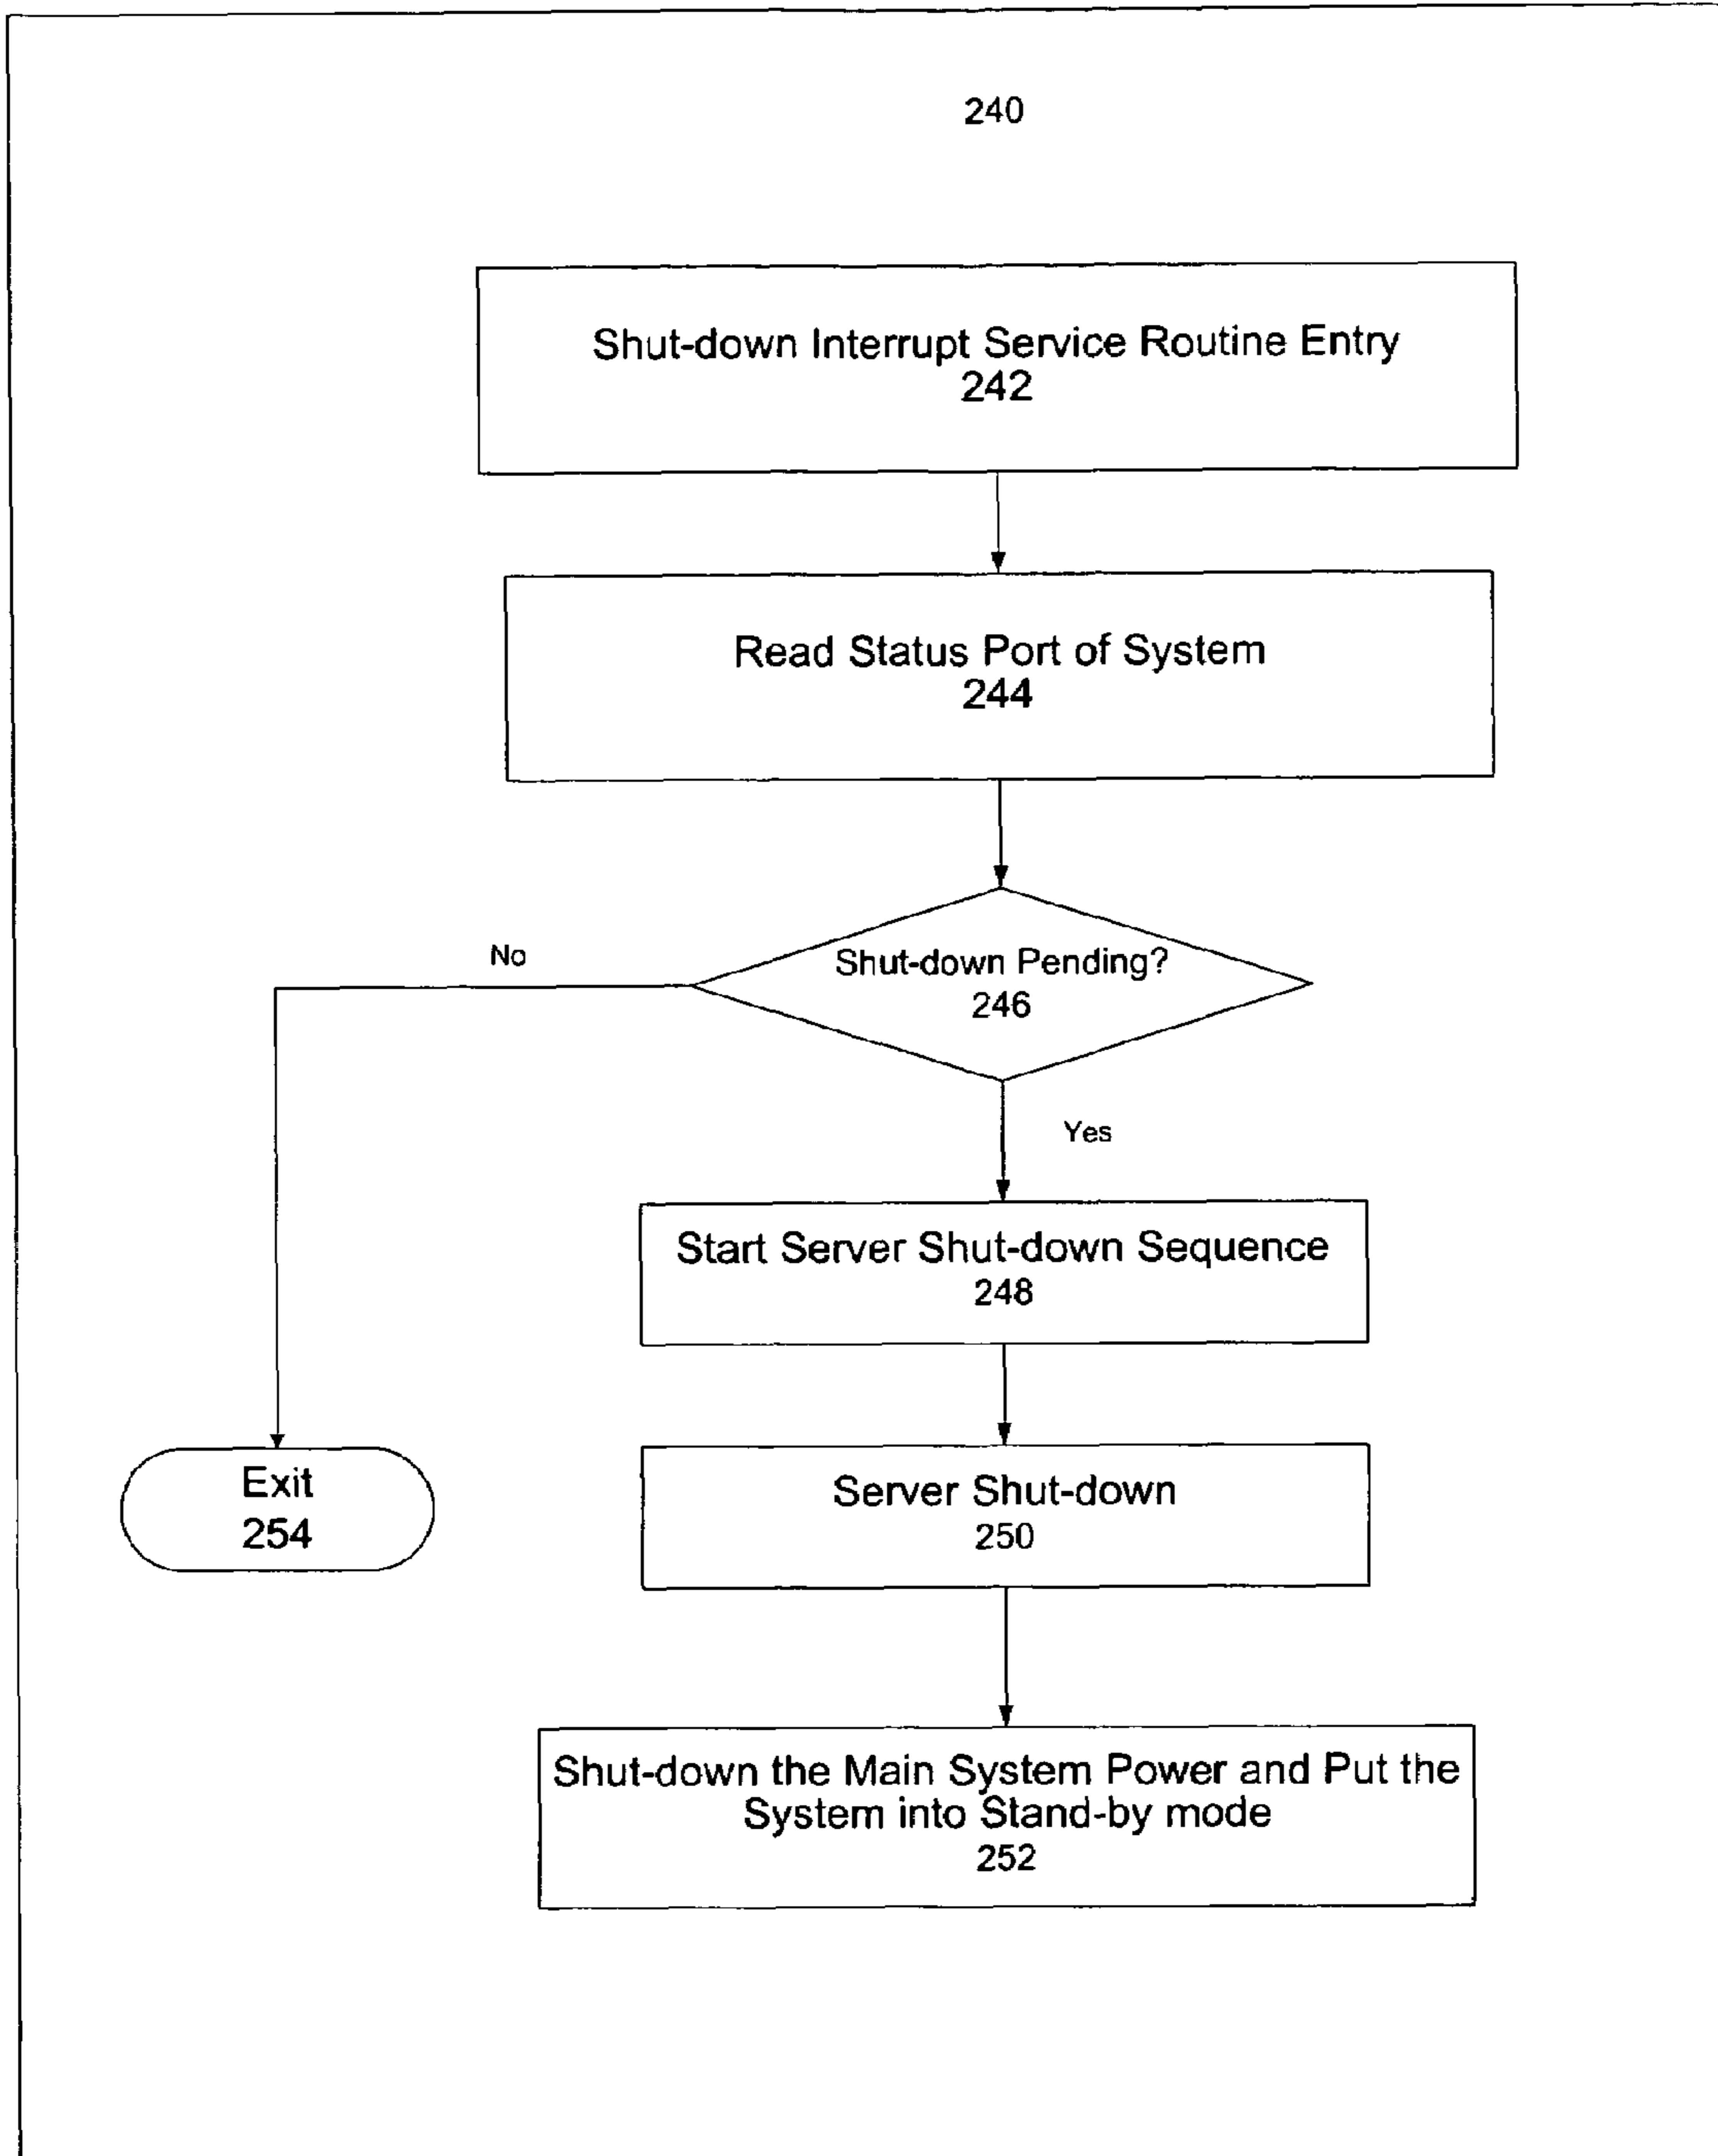 240
Shut-down Interrupt Service Routine Entry
242
Read Status Port of System
244
Shut-down Pending?
246
No
Yes
Start Server Shut-down Sequence
248
Exit
254
Server Shut-down
250
Shut-down the Main System Power and Put the
System into Stand-by mode
252